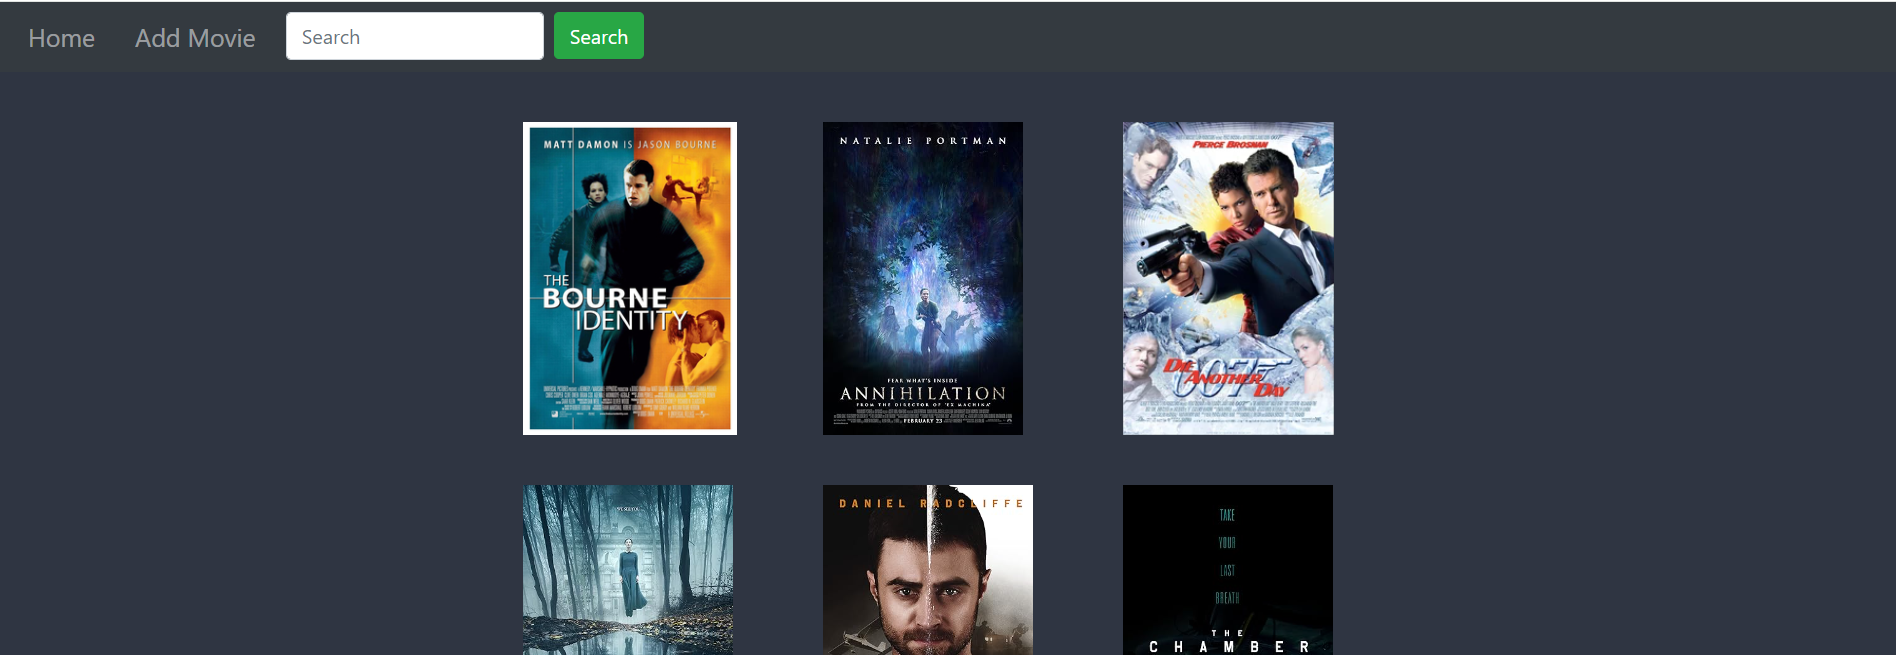 Home
Add Movie
Search
Search
MATT DAMON IS JASON BOURNE
THE
BOURNE
IDENTITY
NATALIE PORTMAN
FEAR WHAT'S INSIDE
ANNIHILATION
FROM THE DIRECTOR OF 'EX MACHINA'
FEBRUARY 23
PIERCE BROSNAN
007
DIE
ANOTHER
DAY
DANIEL RADCLIFFE
TAKE
YOUR
LAST
BREATH
THE
CHAMBER